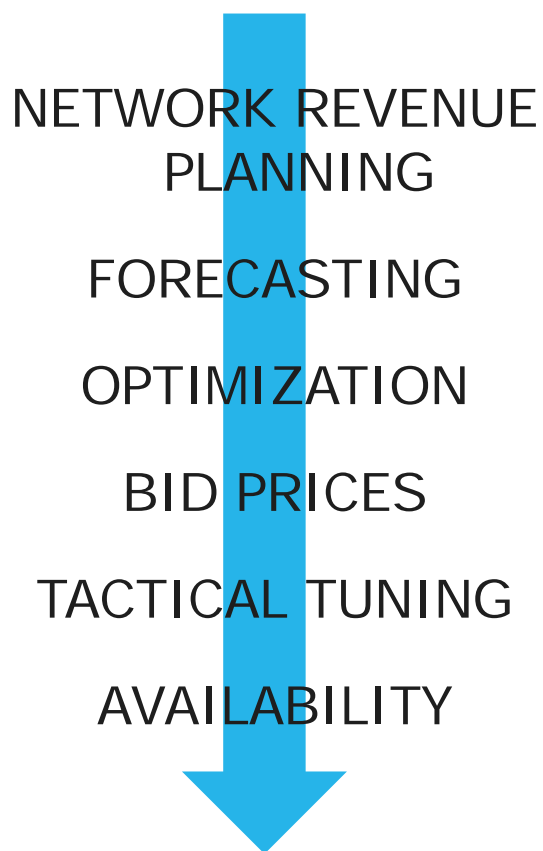 NETWORK REVENUE
PLANNING
FORECASTING
OPTIMIZATION
BID PRICES
TACTICAL TUNING
AVAILABILITY